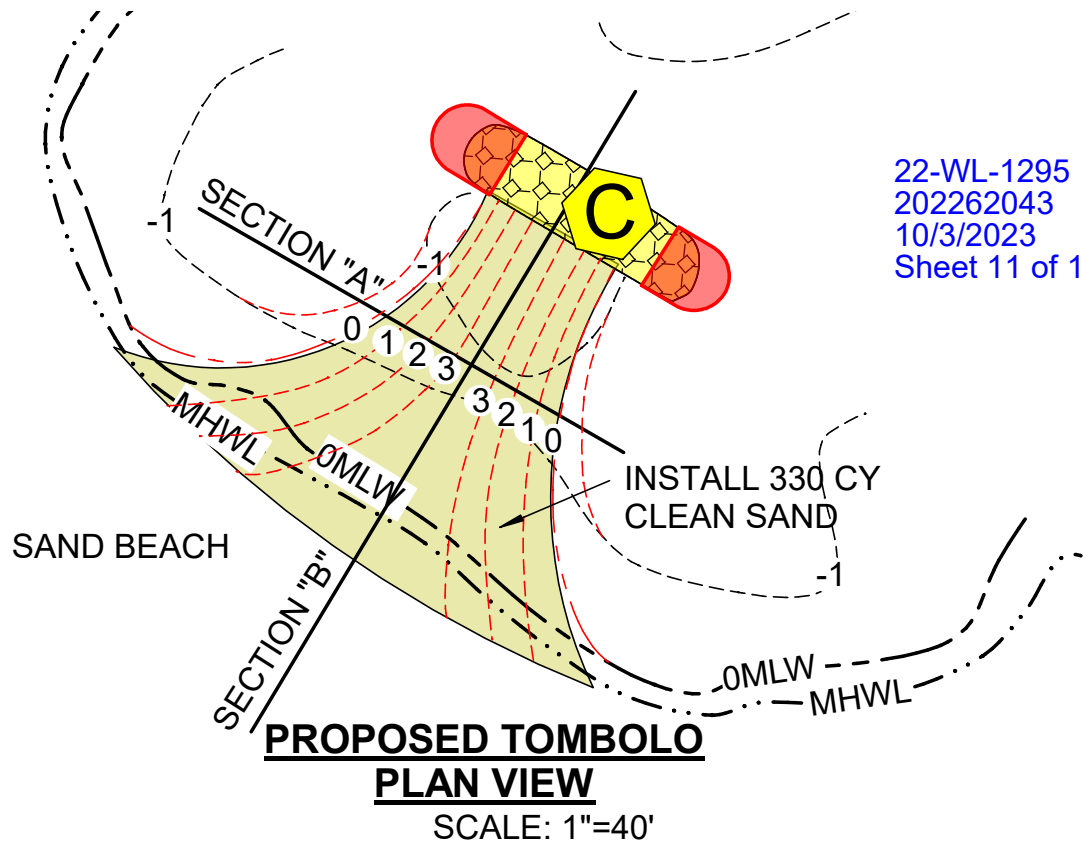 C
22-WL-1295
202262043
10/3/2023
Sheet 11 of 1
SECTION "A"
-1
-1
0 1 2 3
3 2 1 0
MHWL
0MLW
INSTALL 330 CY
CLEAN SAND
SAND BEACH
-1
SECTION "B"
0MLW
MHWL
PROPOSED TOMBOLO
PLAN VIEW
SCALE: 1"=40'